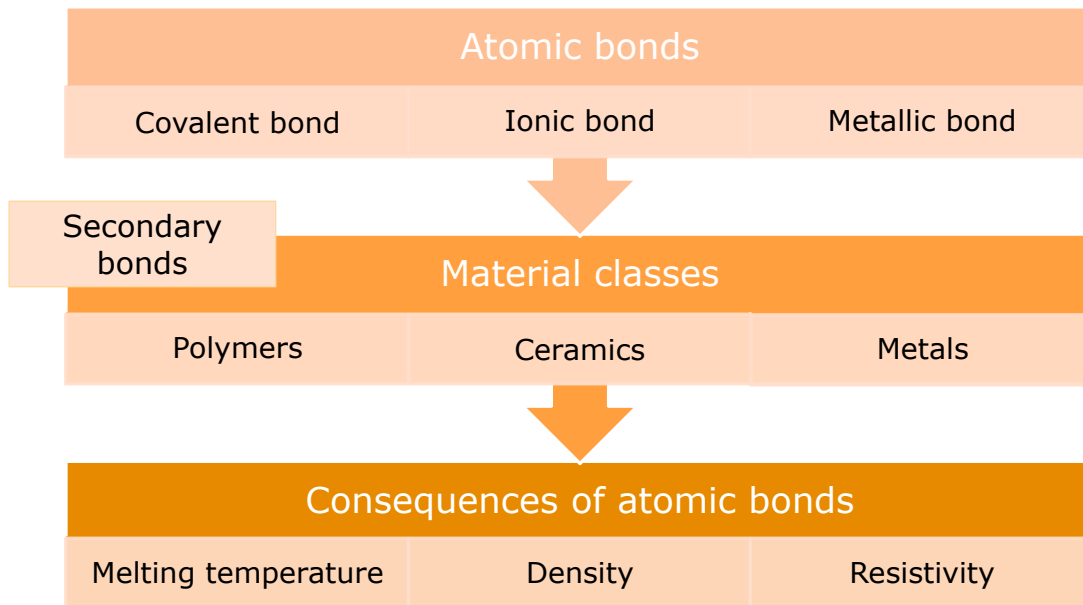 Atomic bonds
Covalent bond
Ionic bond
Metallic bond
Secondary
bonds
Material classes
Polymers
Ceramics
Metals
Consequences of atomic bonds
Melting temperature
Density
Resistivity